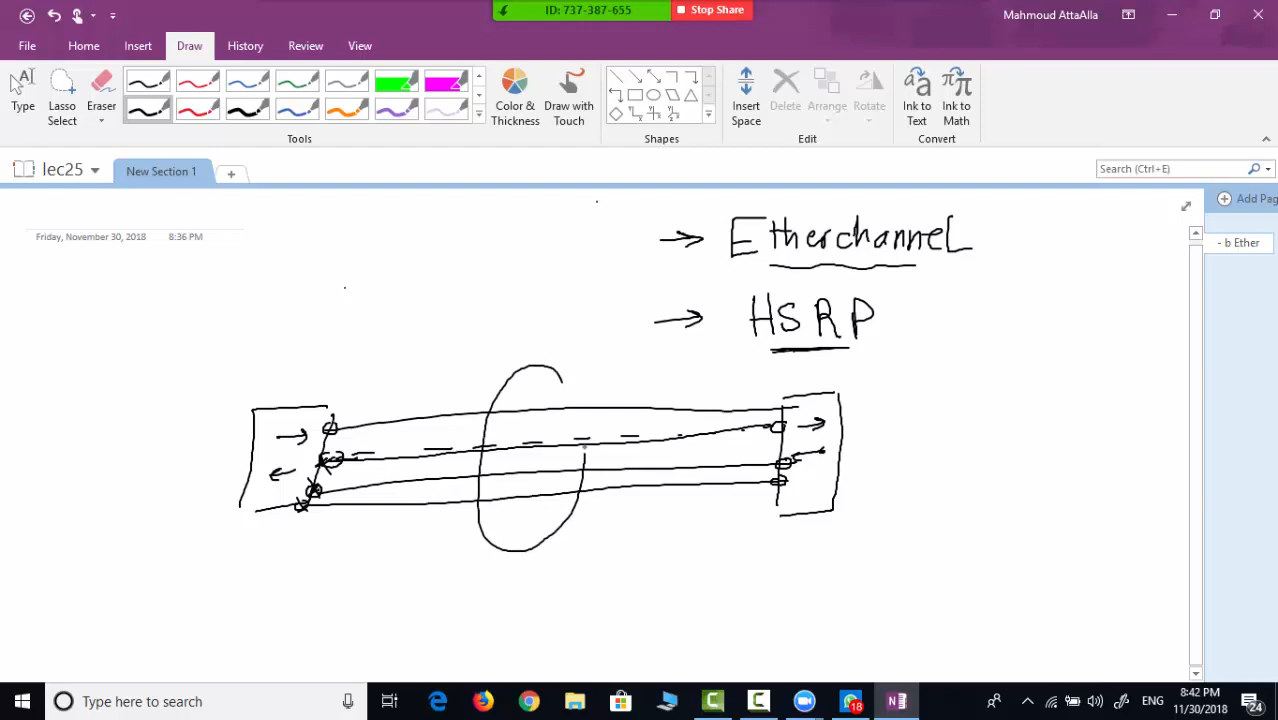 ID: 737-387-655 Stop Share
Mahmoud AttaAlla
File Home Insert Draw History Review View
Type Lasso Select Eraser Color & Thickness Draw with Touch Insert Space Delete Arrange Rotate Ink to Text Ink to Math
Tools Shapes Edit Convert
lec25 New Section 1 Search (Ctrl+E)
Add Pag
Friday, November 30, 2018 8:36 PM
- b Ether
→ Etherchannel
→ HSRP
Type here to search
18
ENG
8:42 PM
11/30/2018
24